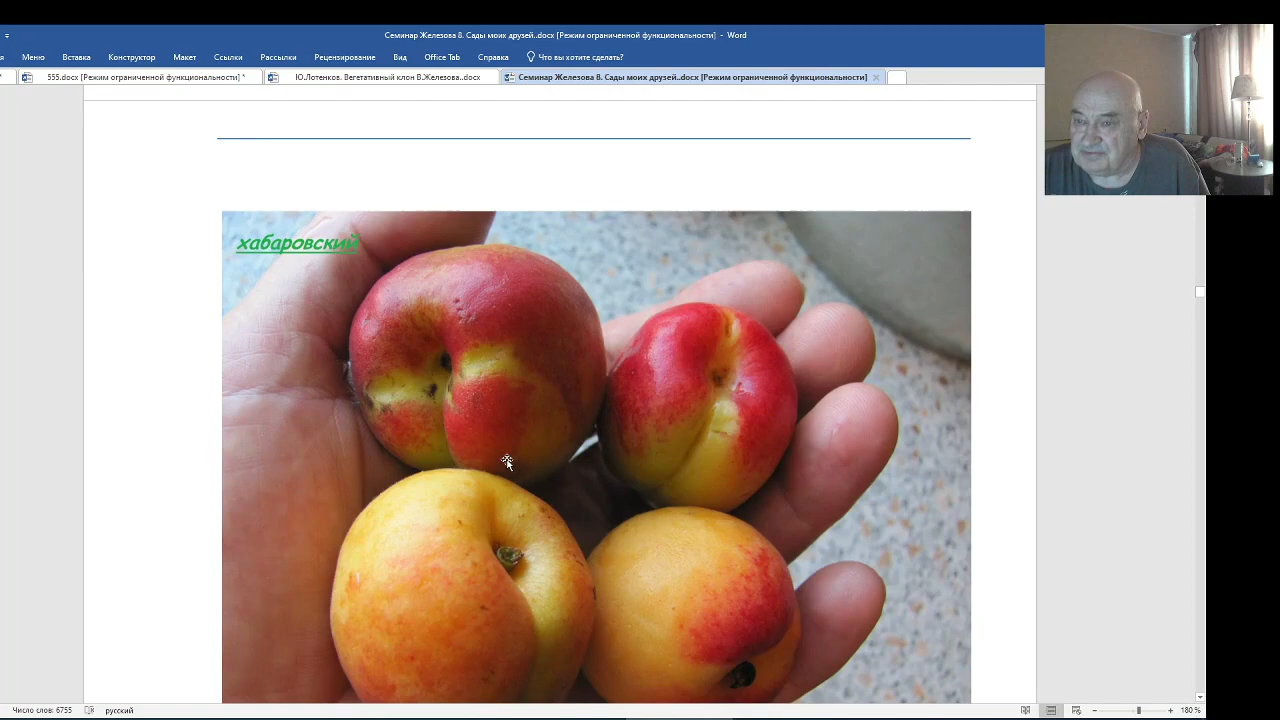 Семинар Железова 8. Сады моих друзей..docx [Режим ограниченной функциональности] - Word
я Меню Вставка Конструктор Макет Ссылки Рассылки Рецензирование Вид Office Tab Справка Что вы хотите сделать?
555.docx [Режим ограниченной функциональности] * Ю.Лотенков. Вегетативный клон В.Железова..docx Семинар Железова 8. Сады моих друзей..docx [Режим ограниченной функциональности]
хабаровский
Число слов: 6755 русский 180 %